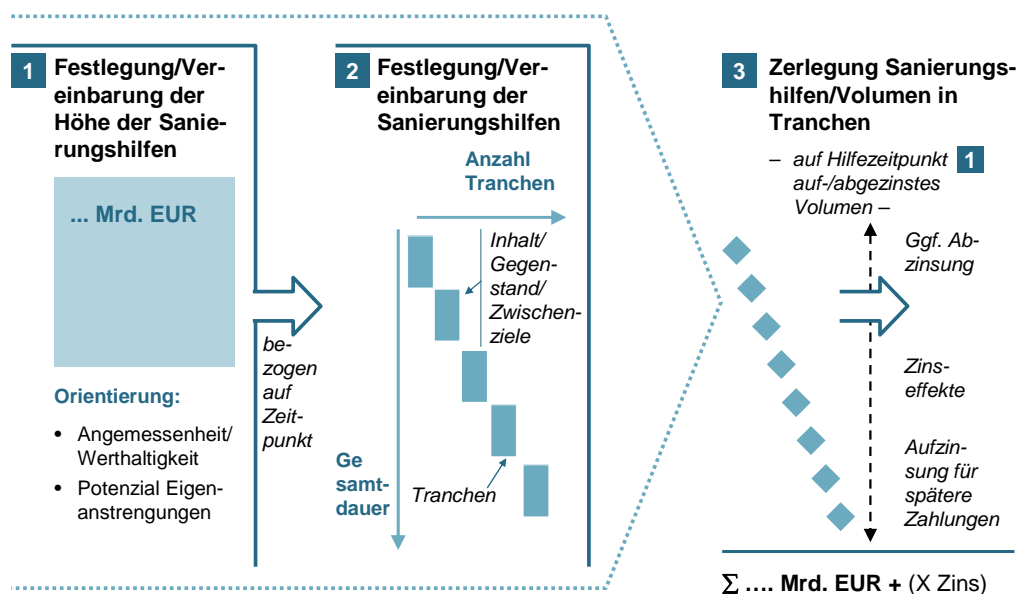 1 Festlegung/Ver-
einbarung der
Höhe der Sanie-
rungshilfen
... Mrd. EUR
Orientierung:
• Angemessenheit/
Werthaltigkeit
• Potenzial Eigen-
anstrengungen
be-
zogen
auf
Zeit-
punkt
2 Festlegung/Ver-
einbarung der
Sanierungshilfen
Anzahl
Tranchen
Inhalt/
Gegen-
stand/
Zwischen-
ziele
Ge
samt-
dauer
Tranchen
3 Zerlegung Sanierungs-
hilfen/Volumen in
Tranchen
– auf Hilfezeitpunkt 1
auf-/abgezinstes
Volumen –
Ggf. Ab-
zinsung
Zins-
effekte
Aufzin-
sung für
spätere
Zahlungen
Σ .... Mrd. EUR + (X Zins)